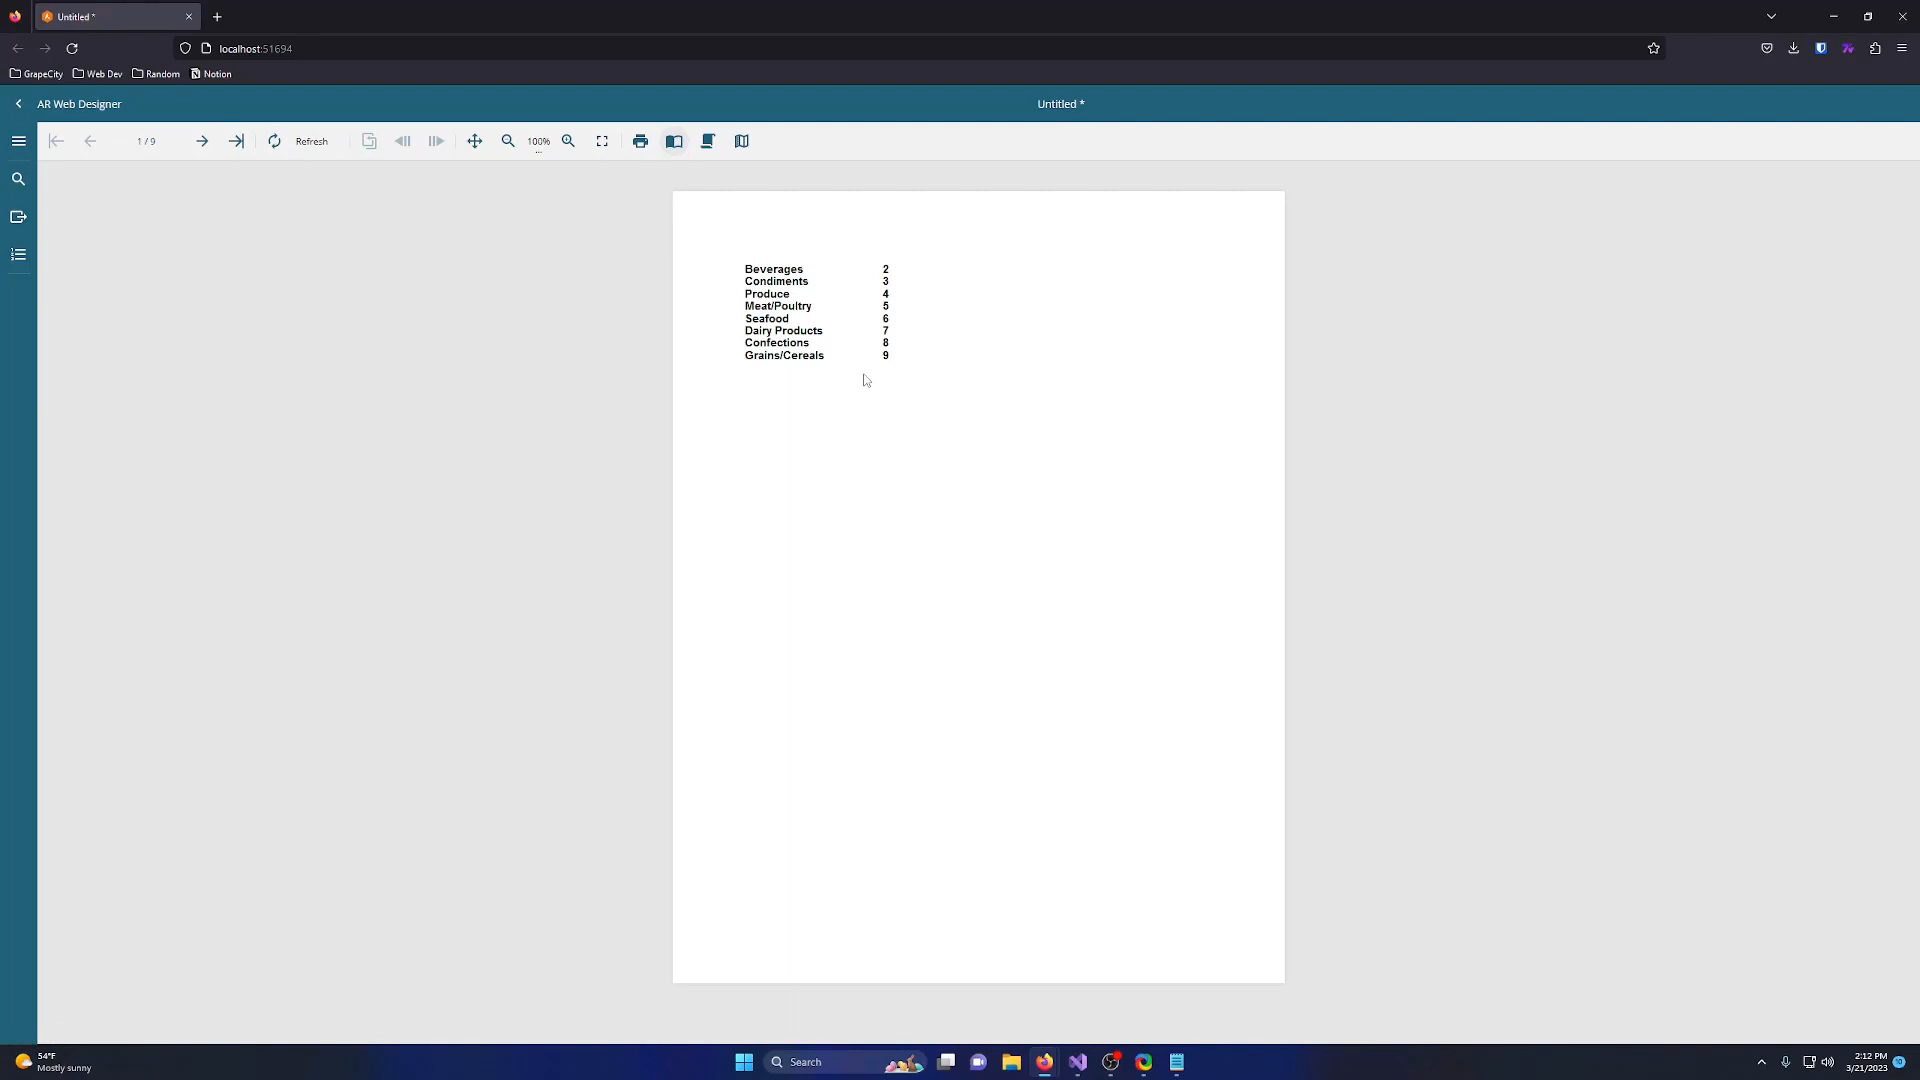 Untitled *
localhost:51694
GrapeCity Web Dev Random Notion
AR Web Designer
Untitled *
1 / 9 Refresh 100%
Beverages 2
Condiments 3
Produce 4
Meat/Poultry 5
Seafood 6
Dairy Products 7
Confections 8
Grains/Cereals 9
54°F
Mostly sunny
Search
2:12 PM
3/21/2023